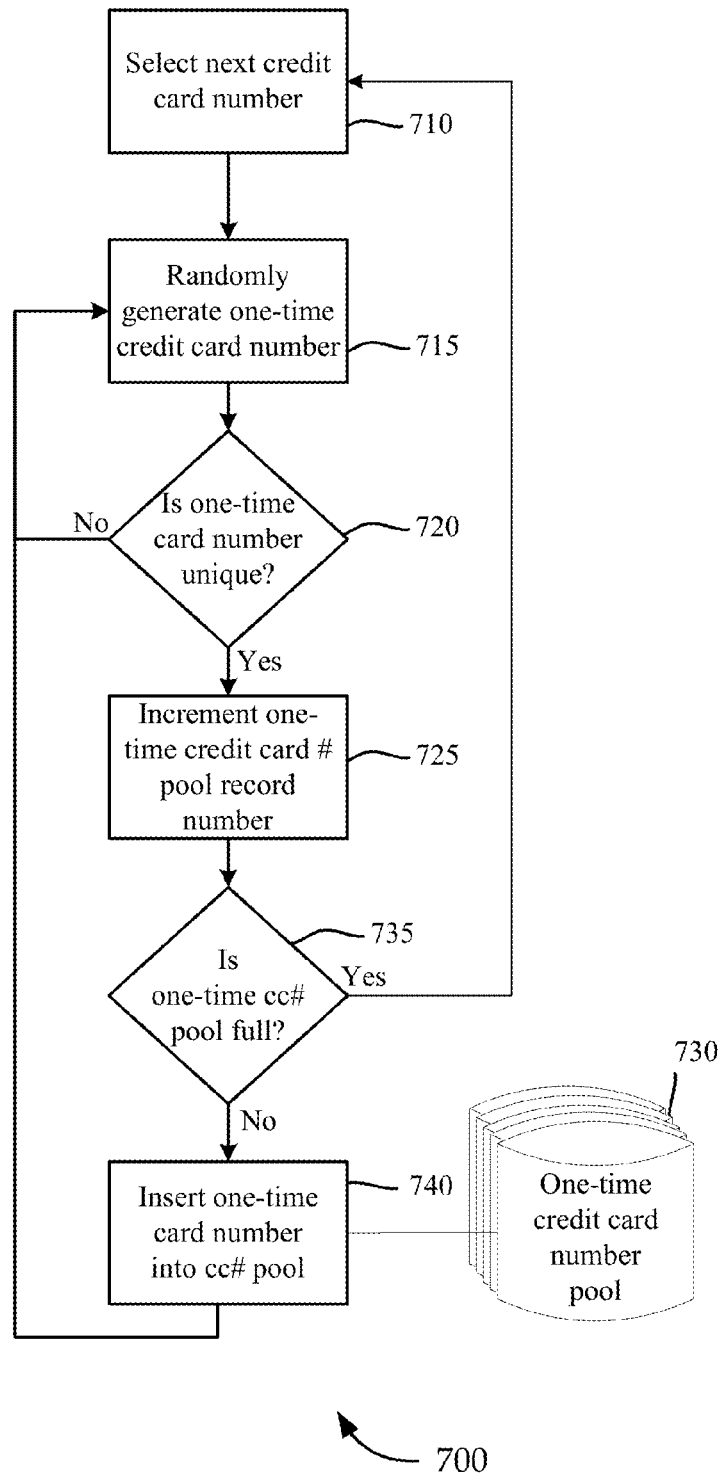 Select next credit
card number
710
Randomly
generate one-time
credit card number
715
Is one-time
card number
unique?
720
No
Yes
Increment one-
time credit card #
pool record
number
725
735
Is
one-time cc#
pool full?
Yes
No
730
Insert one-time
card number
into cc# pool
740
One-time
credit card
number
pool
700